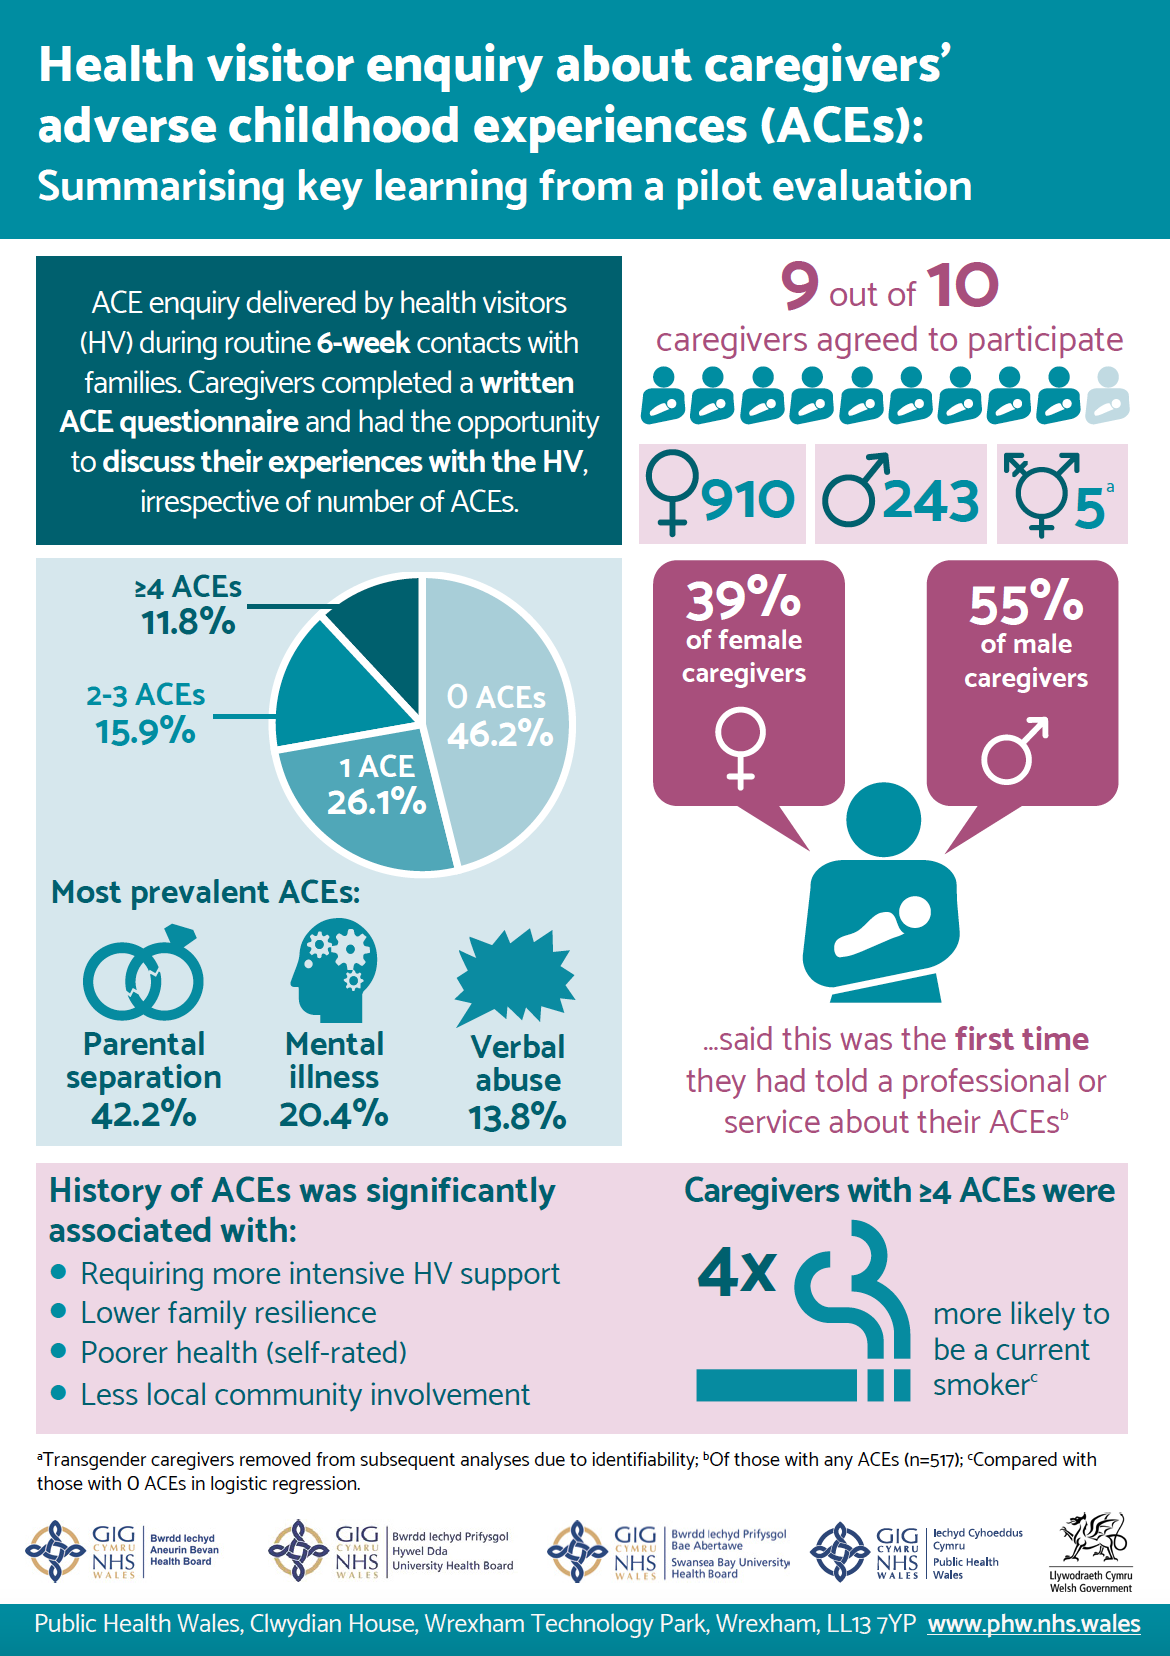 Health visitor enquiry about caregivers’
adverse childhood experiences (ACEs):
Summarising key learning from a pilot evaluation
ACE enquiry delivered by health visitors
(HV) during routine 6-week contacts with
families. Caregivers completed a written
ACE questionnaire and had the opportunity
to discuss their experiences with the HV,
irrespective of number of ACEs.
9 out of 10
caregivers agreed to participate
910
243
5ᵃ
≥4 ACEs
11.8%
2-3 ACEs
15.9%
0 ACEs
46.2%
1 ACE
26.1%
Most prevalent ACEs:
Parental
separation
42.2%
Mental
illness
20.4%
Verbal
abuse
13.8%
39%
of female
caregivers
55%
of male
caregivers
...said this was the first time
they had told a professional or
service about their ACEsᵇ
History of ACEs was significantly
associated with:
• Requiring more intensive HV support
• Lower family resilience
• Poorer health (self-rated)
• Less local community involvement
Caregivers with ≥4 ACEs were
4x
more likely to
be a current
smokerᶜ
ᵃTransgender caregivers removed from subsequent analyses due to identifiability; ᵇOf those with any ACEs (n=517); ᶜCompared with
those with 0 ACEs in logistic regression.
GIG
CYMRU
NHS
WALES
Bwrdd Iechyd
Aneurin Bevan
Health Board
GIG
CYMRU
NHS
WALES
Bwrdd Iechyd Prifysgol
Hywel Dda
University Health Board
GIG
CYMRU
NHS
WALES
Bwrdd Iechyd Prifysgol
Bae Abertawe
Swansea Bay University
Health Board
GIG
CYMRU
NHS
WALES
Iechyd Cyhoeddus
Cymru
Public Health
Wales
Llywodraeth Cymru
Welsh Government
Public Health Wales, Clwydian House, Wrexham Technology Park, Wrexham, LL13 7YP www.phw.nhs.wales